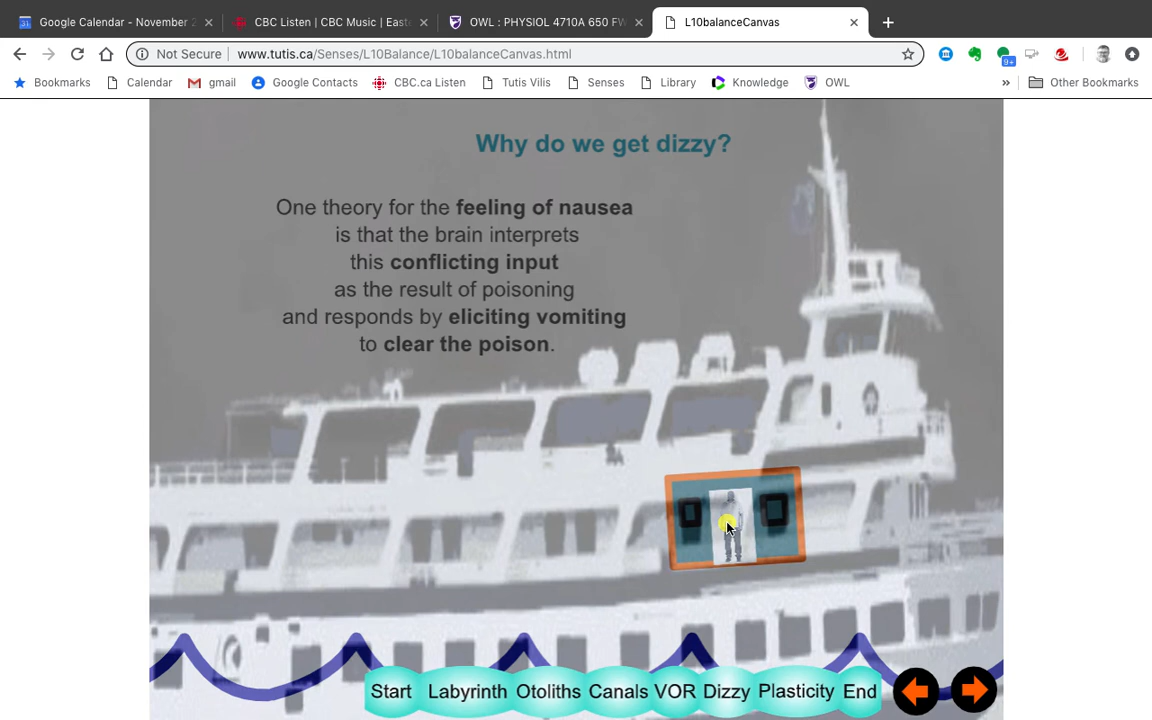 Google Calendar - November 2
CBC Listen | CBC Music | Easte
OWL : PHYSIOL 4710A 650 FW
L10balanceCanvas
Not Secure
www.tutis.ca/Senses/L10Balance/L10balanceCanvas.html
9+
Bookmarks
Calendar
gmail
Google Contacts
CBC.ca Listen
Tutis Vilis
Senses
Library
Knowledge
OWL
»
Other Bookmarks
Why do we get dizzy?
One theory for the feeling of nausea
is that the brain interprets
this conflicting input
as the result of poisoning
and responds by eliciting vomiting
to clear the poison.
Start
Labyrinth
Otoliths
Canals
VOR
Dizzy
Plasticity
End